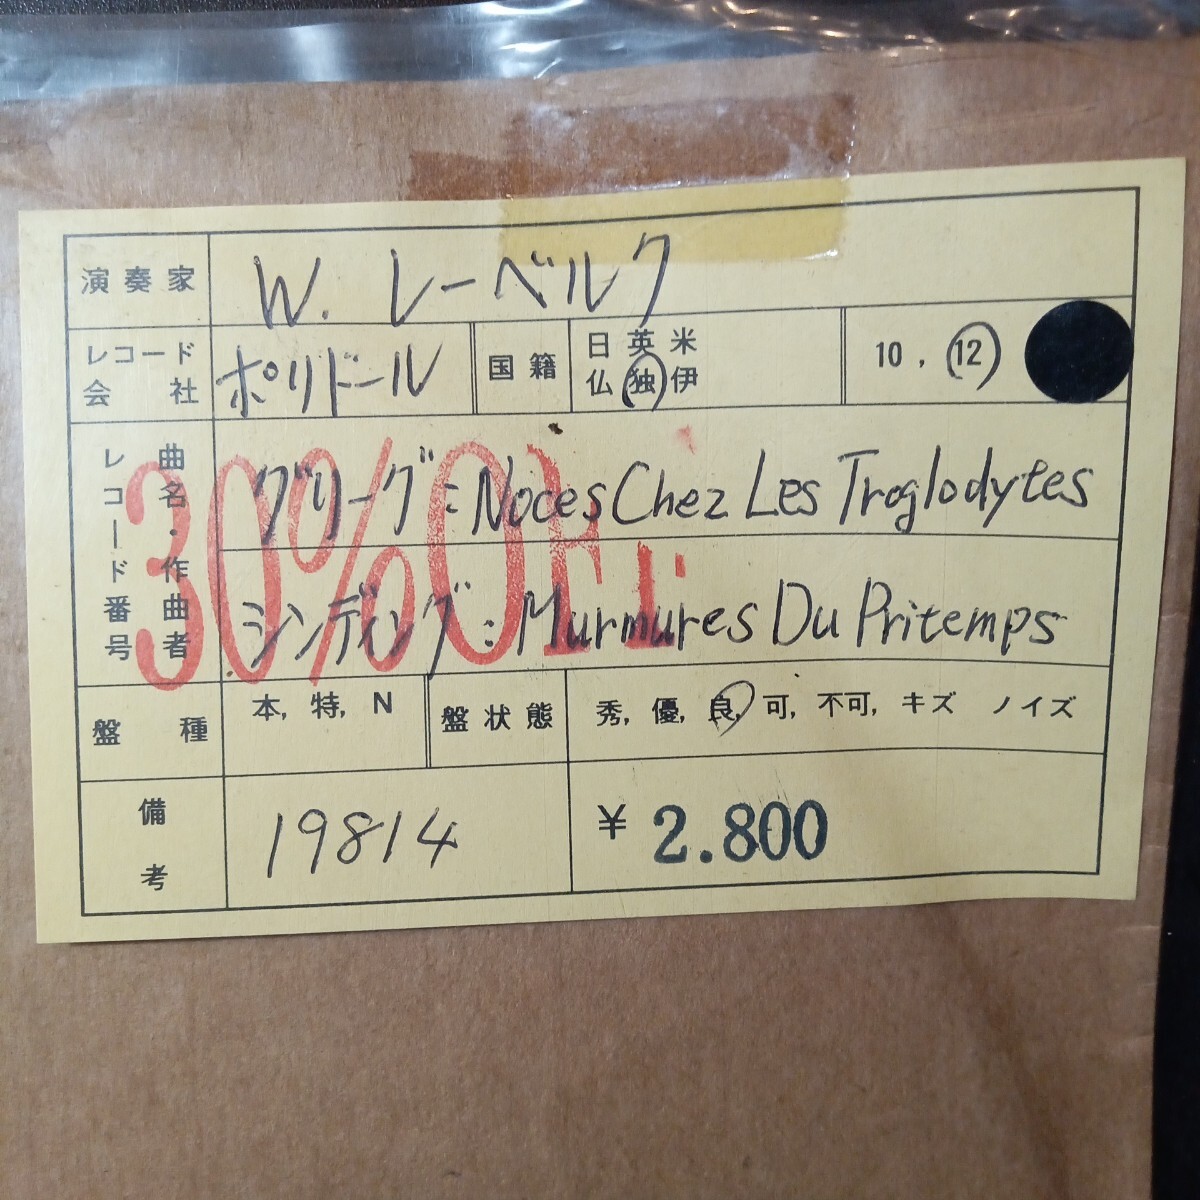 演奏家 W. レーベルク
レコード会社 ポリドール 国籍 日 英 米 仏 独 伊 10 , 12
レコード番号 曲名・作曲者
グリーグ : Noces Chez Les Troglodytes
シンディング : Murmures Du Pritemps
30% OFF
盤種 本, 特, N 盤状態 秀, 優, 良, 可, 不可, キズ ノイズ
備考 19814 ¥ 2.800